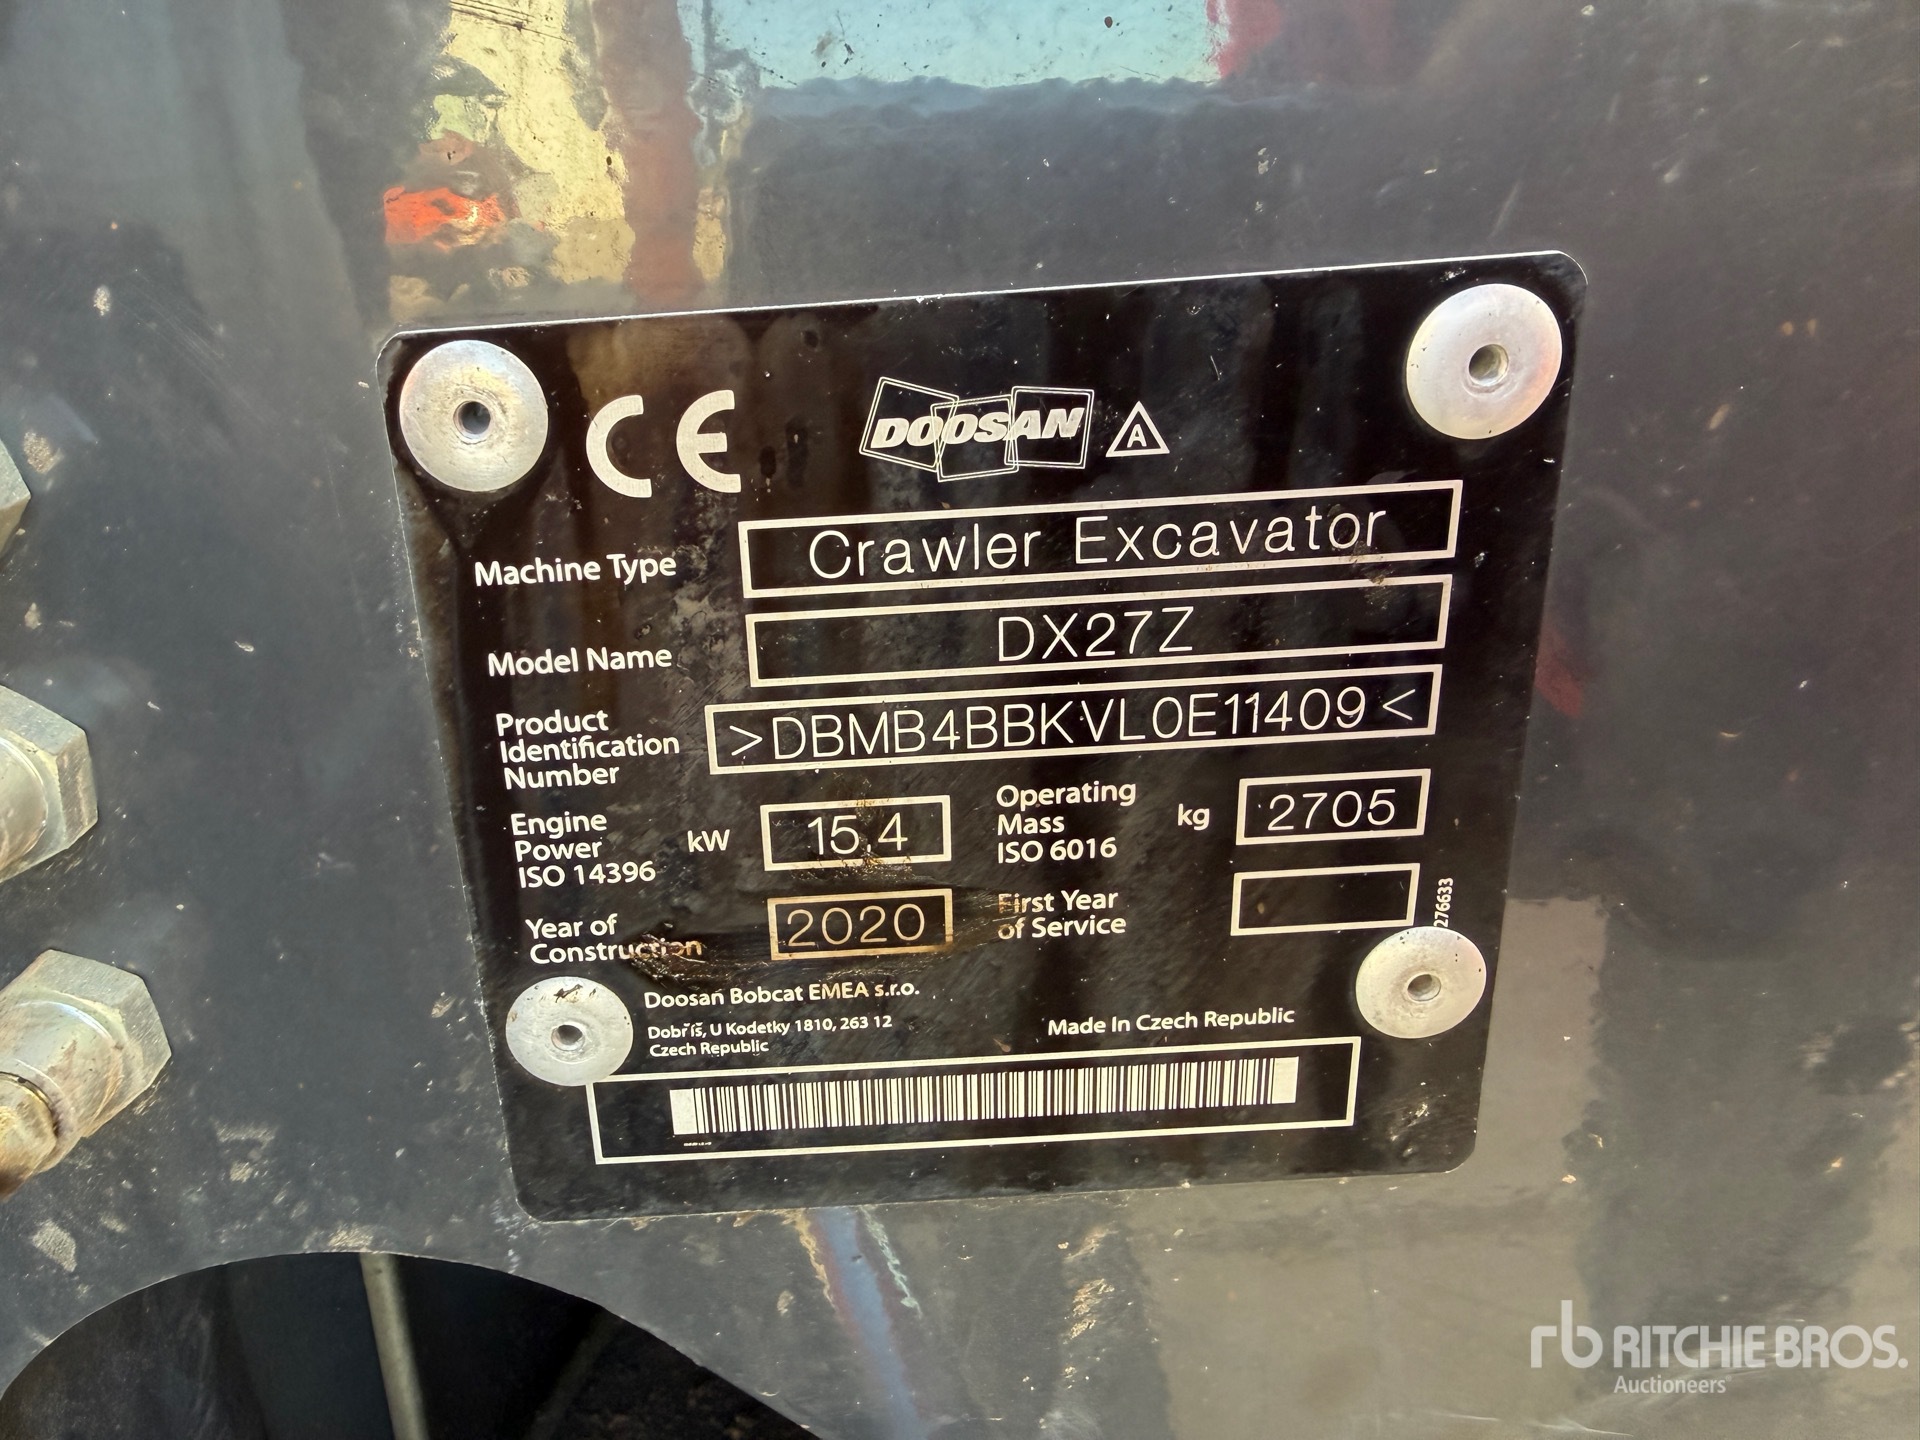 CE DOOSAN A
Machine Type Crawler Excavator
Model Name DX27Z
Product
Identification
Number
>DBMB4BBKVL0E11409<
Engine
Power
ISO 14396
kW 15.4
Operating
Mass
ISO 6016
kg 2705
Year of
Construction
2020
First Year
of Service
276633
Doosan Bobcat EMEA s.r.o.
Dobříš, U Kodetky 1810, 263 12
Czech Republic
Made In Czech Republic
rb RITCHIE BROS.
Auctioneers